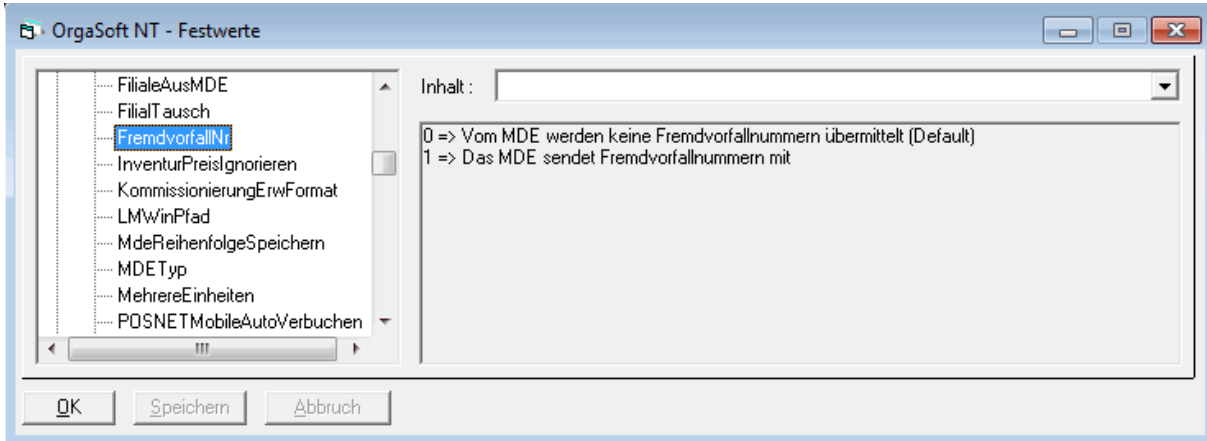 OrgaSoft NT - Festwerte
FilialeAusMDE
FilialTausch
FremdvorfallNr
InventurPreisIgnorieren
KommissionierungErwFormat
LMWinPfad
MdeReihenfolgeSpeichern
MDETyp
MehrereEinheiten
POSNETMobileAutoVerbuchen
Inhalt :
0 => Vom MDE werden keine Fremdvorfallnummern übermittelt (Default)
1 => Das MDE sendet Fremdvorfallnummern mit
OK Speichern Abbruch